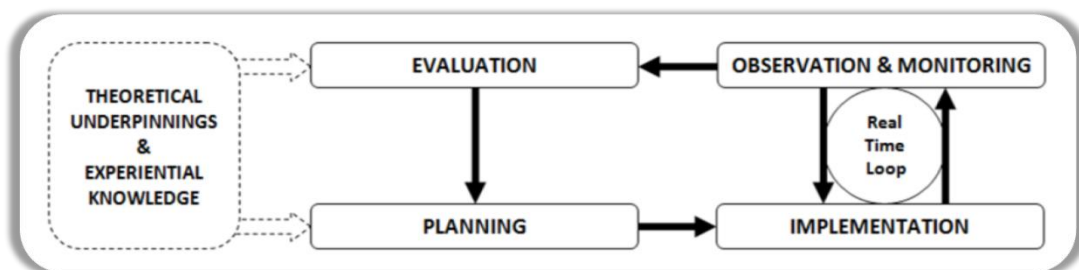 THEORETICAL
UNDERPINNINGS
&
EXPERIENTIAL
KNOWLEDGE
EVALUATION
OBSERVATION & MONITORING
Real
Time
Loop
PLANNING
IMPLEMENTATION